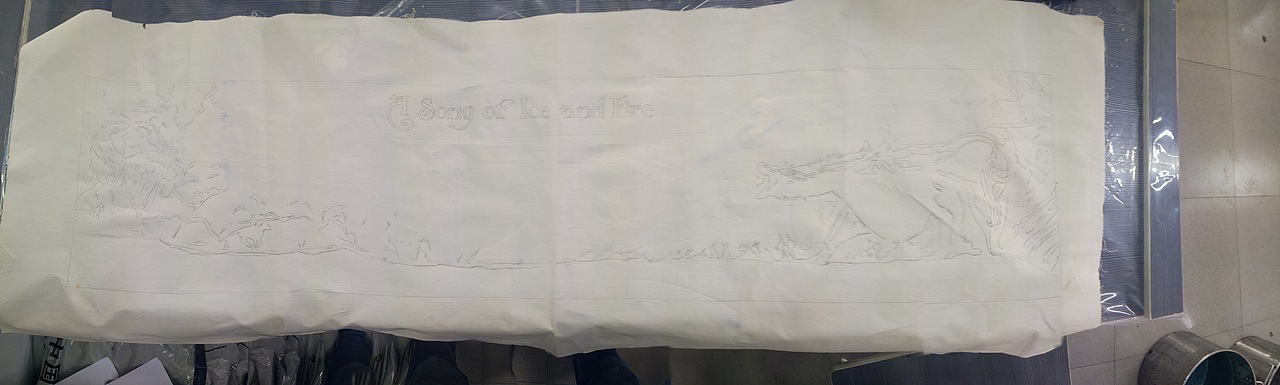 A Song of Ice and Fire